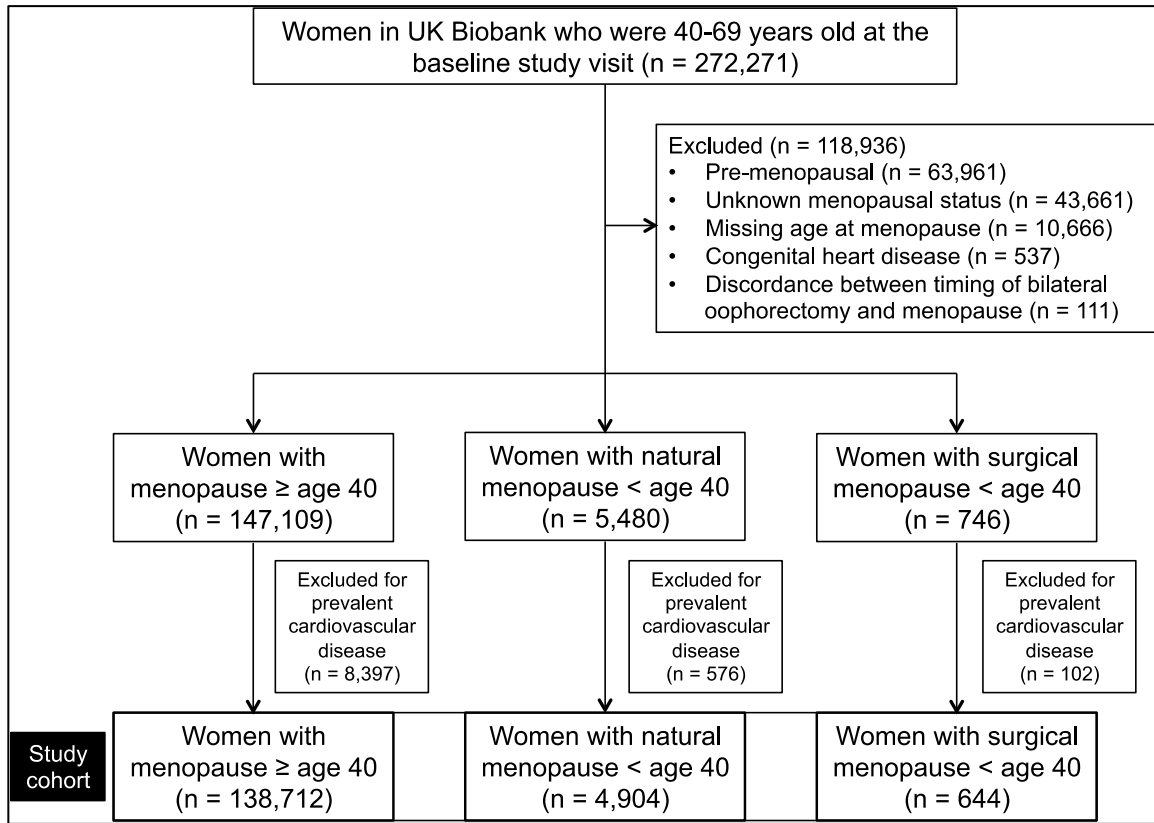 Women in UK Biobank who were 40-69 years old at the
baseline study visit (n = 272,271)
Excluded (n = 118,936)
• Pre-menopausal (n = 63,961)
• Unknown menopausal status (n = 43,661)
• Missing age at menopause (n = 10,666)
• Congenital heart disease (n = 537)
• Discordance between timing of bilateral
oophorectomy and menopause (n = 111)
Women with
menopause ≥ age 40
(n = 147,109)
Women with natural
menopause < age 40
(n = 5,480)
Women with surgical
menopause < age 40
(n = 746)
Excluded for
prevalent
cardiovascular
disease
(n = 8,397)
Excluded for
prevalent
cardiovascular
disease
(n = 576)
Excluded for
prevalent
cardiovascular
disease
(n = 102)
Study
cohort
Women with
menopause ≥ age 40
(n = 138,712)
Women with natural
menopause < age 40
(n = 4,904)
Women with surgical
menopause < age 40
(n = 644)